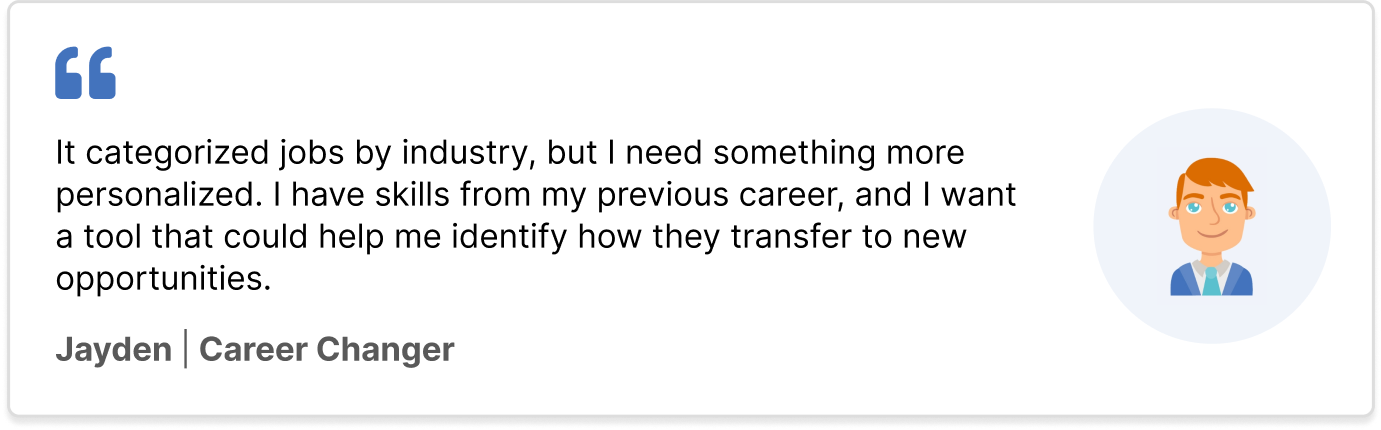 It categorized jobs by industry, but I need something more
personalized. I have skills from my previous career, and I want
a tool that could help me identify how they transfer to new
opportunities.
Jayden | Career Changer